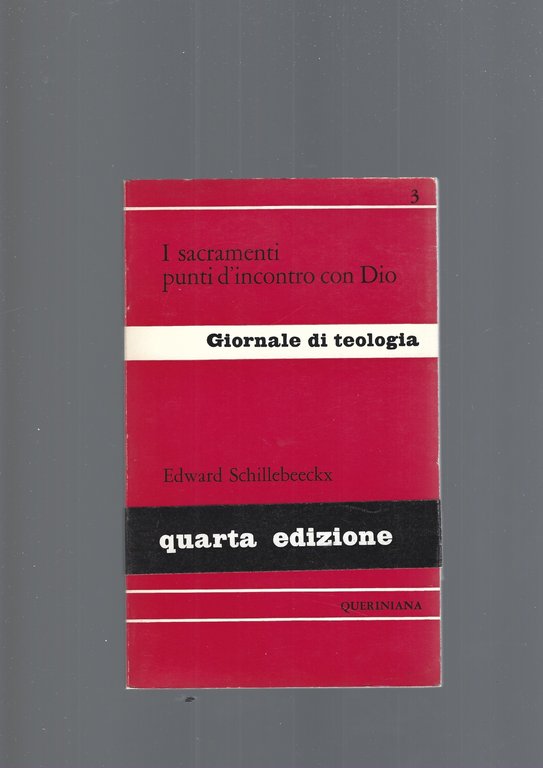 3
I sacramenti
punti d'incontro con Dio
Giornale di teologia
Edward Schillebeeckx
quarta edizione
QUERINIANA